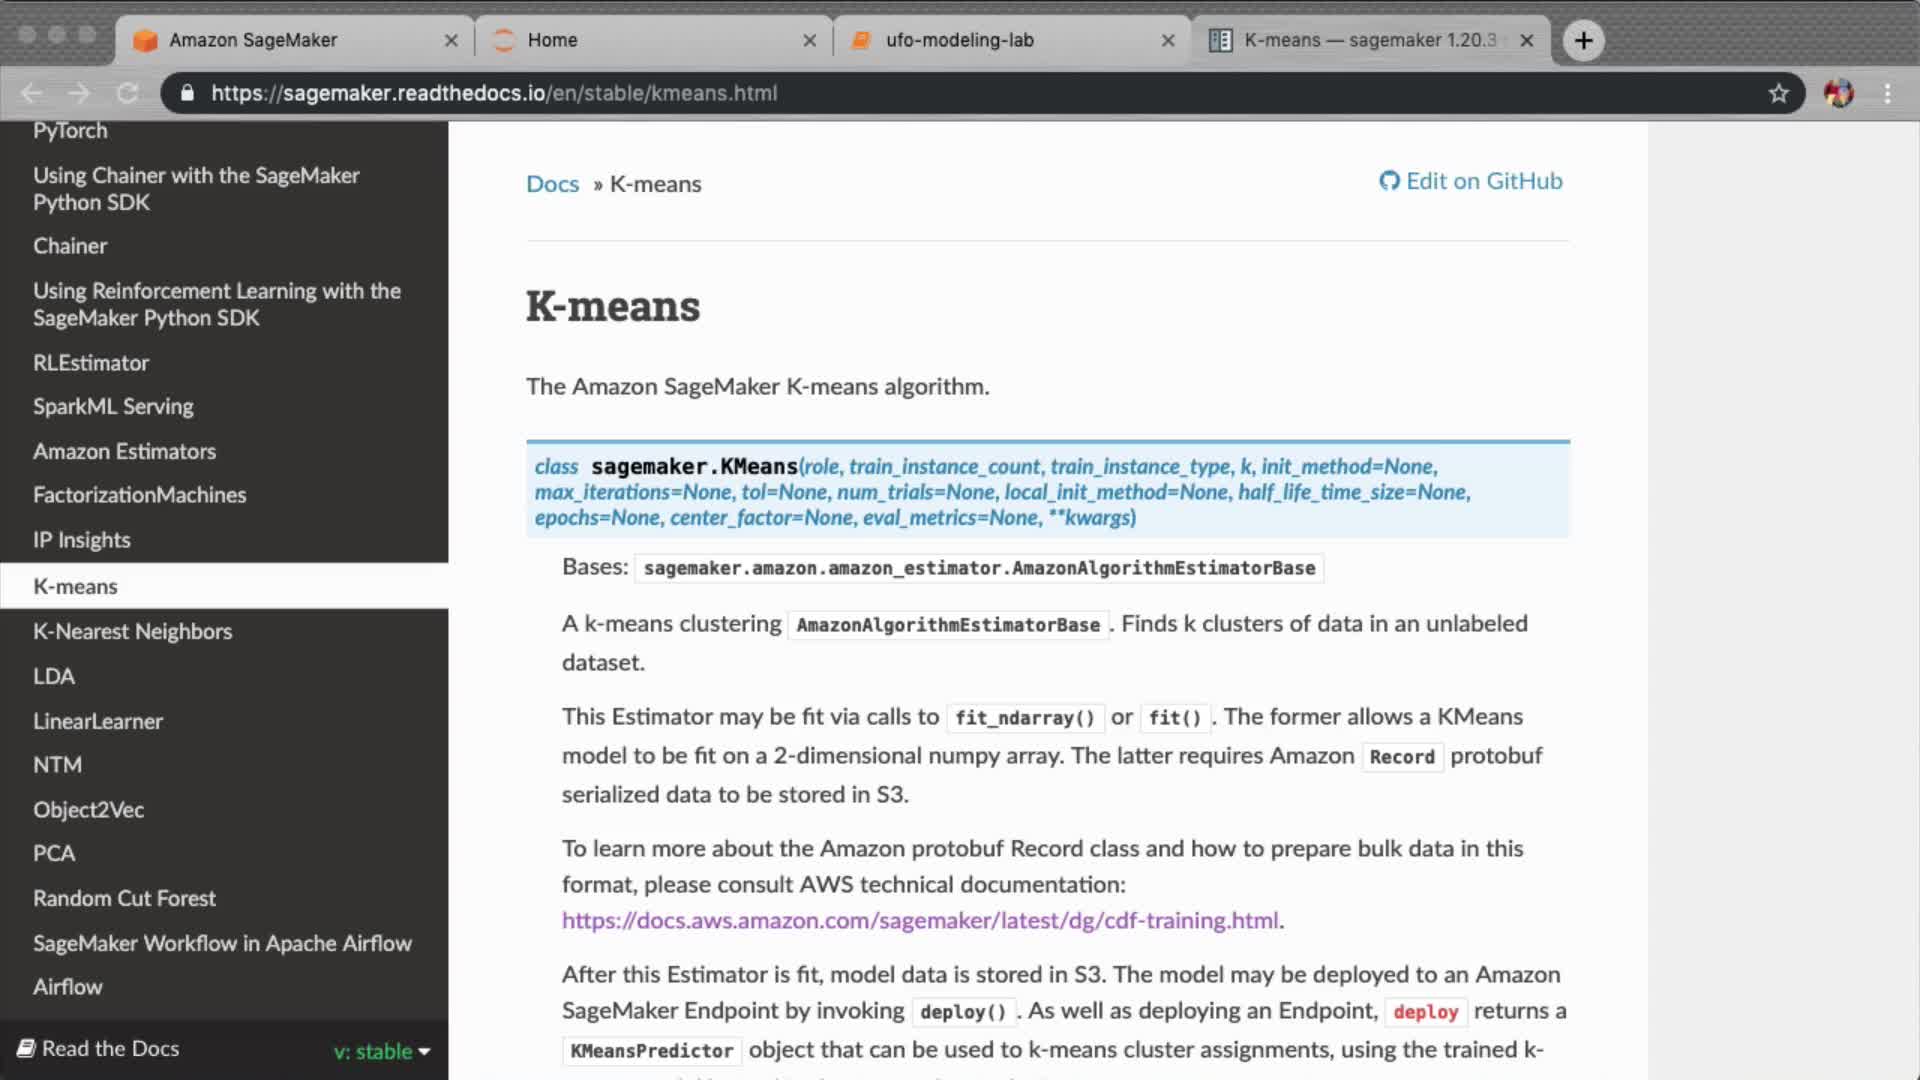 Amazon SageMaker
Home
ufo-modeling-lab
K-means — sagemaker 1.20.3
https://sagemaker.readthedocs.io/en/stable/kmeans.html
PyTorch
Using Chainer with the SageMaker
Python SDK
Chainer
Using Reinforcement Learning with the
SageMaker Python SDK
RLEstimator
SparkML Serving
Amazon Estimators
FactorizationMachines
IP Insights
K-means
K-Nearest Neighbors
LDA
LinearLearner
NTM
Object2Vec
PCA
Random Cut Forest
SageMaker Workflow in Apache Airflow
Airflow
Read the Docs
v: stable
Docs » K-means
Edit on GitHub
K-means
The Amazon SageMaker K-means algorithm.
class sagemaker.KMeans(role, train_instance_count, train_instance_type, k, init_method=None,
max_iterations=None, tol=None, num_trials=None, local_init_method=None, half_life_time_size=None,
epochs=None, center_factor=None, eval_metrics=None, **kwargs)
Bases: sagemaker.amazon.amazon_estimator.AmazonAlgorithmEstimatorBase
A k-means clustering AmazonAlgorithmEstimatorBase. Finds k clusters of data in an unlabeled
dataset.
This Estimator may be fit via calls to fit_ndarray() or fit(). The former allows a KMeans
model to be fit on a 2-dimensional numpy array. The latter requires Amazon Record protobuf
serialized data to be stored in S3.
To learn more about the Amazon protobuf Record class and how to prepare bulk data in this
format, please consult AWS technical documentation:
https://docs.aws.amazon.com/sagemaker/latest/dg/cdf-training.html.
After this Estimator is fit, model data is stored in S3. The model may be deployed to an Amazon
SageMaker Endpoint by invoking deploy(). As well as deploying an Endpoint, deploy returns a
KMeansPredictor object that can be used to k-means cluster assignments, using the trained k-